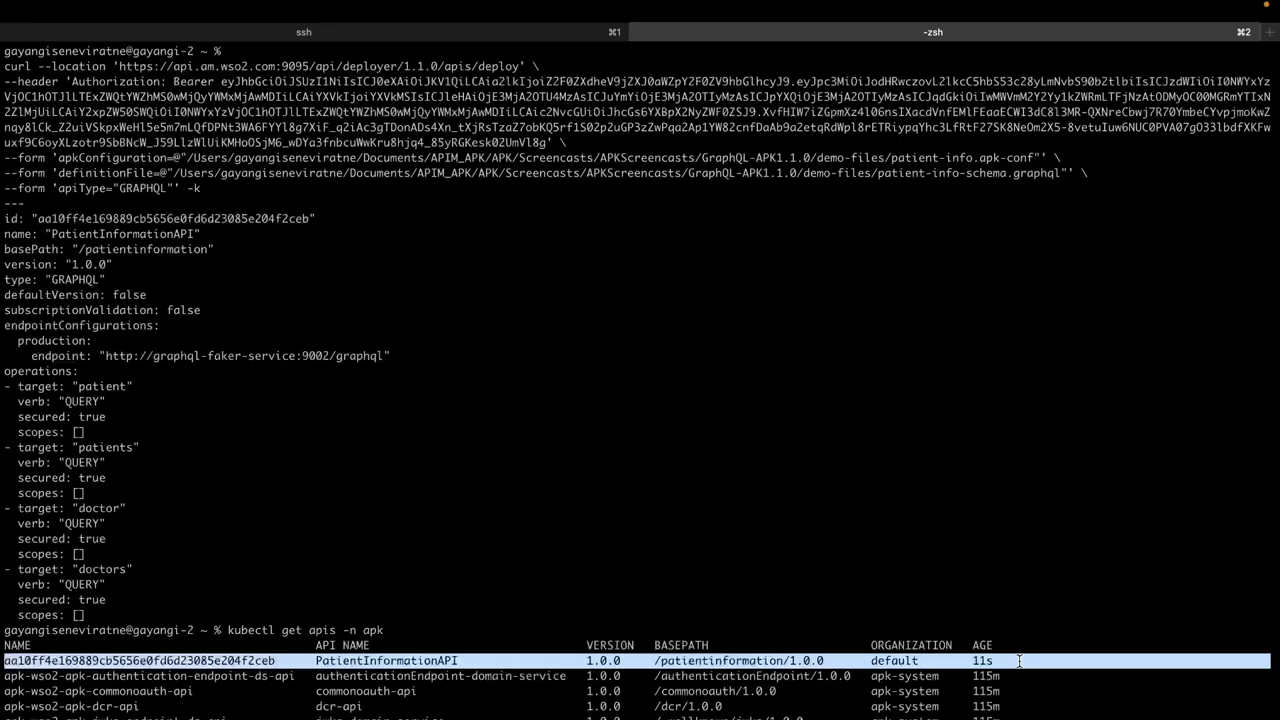 ssh ⌘1 -zsh ⌘2 +
gayangiseneviratne@gayangi-2 ~ %
curl --location 'https://api.am.wso2.com:9095/api/deployer/1.1.0/apis/deploy' \
--header 'Authorization: Bearer
--form 'apkConfiguration=@"/Users/gayangiseneviratne/Documents/APIM_APK/APK/Screencasts/APKScreencasts/GraphQL-APK1.1.0/demo-files/patient-info.apk-conf"' \
--form 'definitionFile=@"/Users/gayangiseneviratne/Documents/APIM_APK/APK/Screencasts/APKScreencasts/GraphQL-APK1.1.0/demo-files/patient-info-schema.graphql"' \
--form 'apiType="GRAPHQL"' -k
---
id: "aa10ff4e169889cb5656e0fd6d23085e204f2ceb"
name: "PatientInformationAPI"
basePath: "/patientinformation"
version: "1.0.0"
type: "GRAPHQL"
defaultVersion: false
subscriptionValidation: false
endpointConfigurations:
production:
endpoint: "http://graphql-faker-service:9002/graphql"
operations:
- target: "patient"
verb: "QUERY"
secured: true
scopes: []
- target: "patients"
verb: "QUERY"
secured: true
scopes: []
- target: "doctor"
verb: "QUERY"
secured: true
scopes: []
- target: "doctors"
verb: "QUERY"
secured: true
scopes: []
gayangiseneviratne@gayangi-2 ~ % kubectl get apis -n apk
NAME API NAME VERSION BASEPATH ORGANIZATION AGE
aa10ff4e169889cb5656e0fd6d23085e204f2ceb PatientInformationAPI 1.0.0 /patientinformation/1.0.0 default 11s
apk-wso2-apk-authentication-endpoint-ds-api authenticationEndpoint-domain-service 1.0.0 /authenticationEndpoint/1.0.0 apk-system 115m
apk-wso2-apk-commonoauth-api commonoauth-api 1.0.0 /commonoauth/1.0.0 apk-system 115m
apk-wso2-apk-dcr-api dcr-api 1.0.0 /dcr/1.0.0 apk-system 115m